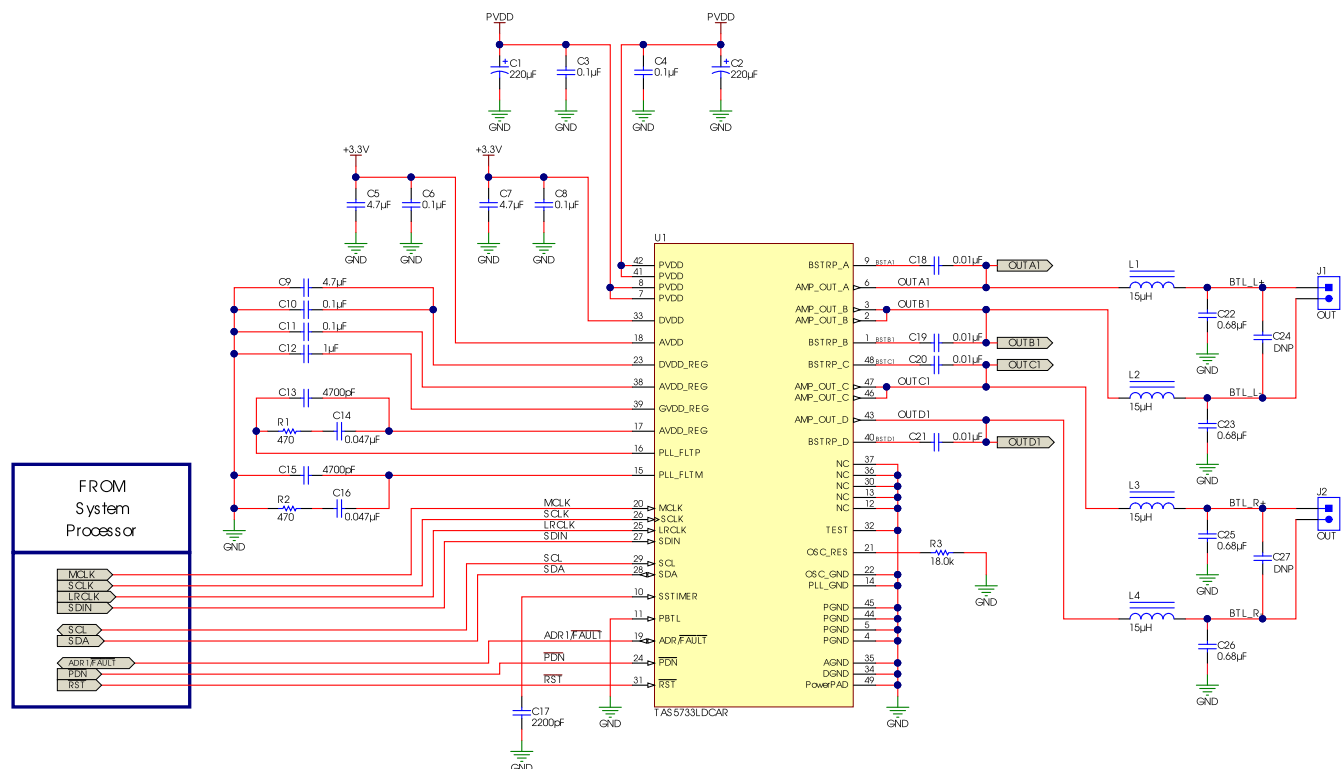 PVDD
PVDD
C1
220µF
C3
0.1µF
C4
0.1µF
C2
220µF
GND
GND
GND
GND
+3.3V
+3.3V
C5
4.7µF
C6
0.1µF
C7
4.7µF
C8
0.1µF
GND
GND
GND
GND
U1
42 PVDD
41 PVDD
8 PVDD
7 PVDD
33 DVDD
18 AVDD
23 DVDD_REG
38 AVDD_REG
39 GVDD_REG
17 AVDD_REG
16 PLL_FLTP
15 PLL_FLTM
20 MCLK
26 SCLK
25 LRCLK
27 SDIN
29 SCL
28 SDA
10 SSTIMER
11 PBTL
19 ADR/FAULT
24 PDN
31 RST
TAS5733LDCAR
BSTRP_A 9 BSTA1
AMP_OUT_A 6 OUTA1
AMP_OUT_B 3 OUTB1
AMP_OUT_B 2
BSTRP_B 1 BSTB1
BSTRP_C 48 BSTC1
AMP_OUT_C 47 OUTC1
AMP_OUT_C 46
AMP_OUT_D 43 OUTD1
BSTRP_D 40 BSTD1
NC 37
NC 36
NC 30
NC 13
NC 12
TEST 32
OSC_RES 21
OSC_GND 22
PLL_GND 14
PGND 45
PGND 44
PGND 5
PGND 4
AGND 35
DGND 34
PowerPAD 49
GND
C9 4.7µF
C10 0.1µF
C11 0.1µF
C12 1µF
C13 4700pF
R1
470
C14
0.047µF
C15 4700pF
R2
470
C16
0.047µF
GND
MCLK
SCLK
LRCLK
SDIN
SCL
SDA
ADR1/FAULT
PDN
RST
C17
2200pF
GND
GND
FROM
System
Processor
MCLK
SCLK
LRCLK
SDIN
SCL
SDA
ADR1/FAULT
PDN
RST
C18 0.01µF OUTA1
C19 0.01µF OUTB1
C20 0.01µF OUTC1
C21 0.01µF OUTD1
R3
18.0k
GND
L1
15µH
L2
15µH
L3
15µH
L4
15µH
BTL_L+
C22
0.68µF
GND
C24
DNP
BTL_L-
C23
0.68µF
GND
J1
OUT
BTL_R+
C25
0.68µF
GND
C27
DNP
BTL_R-
C26
0.68µF
GND
J2
OUT